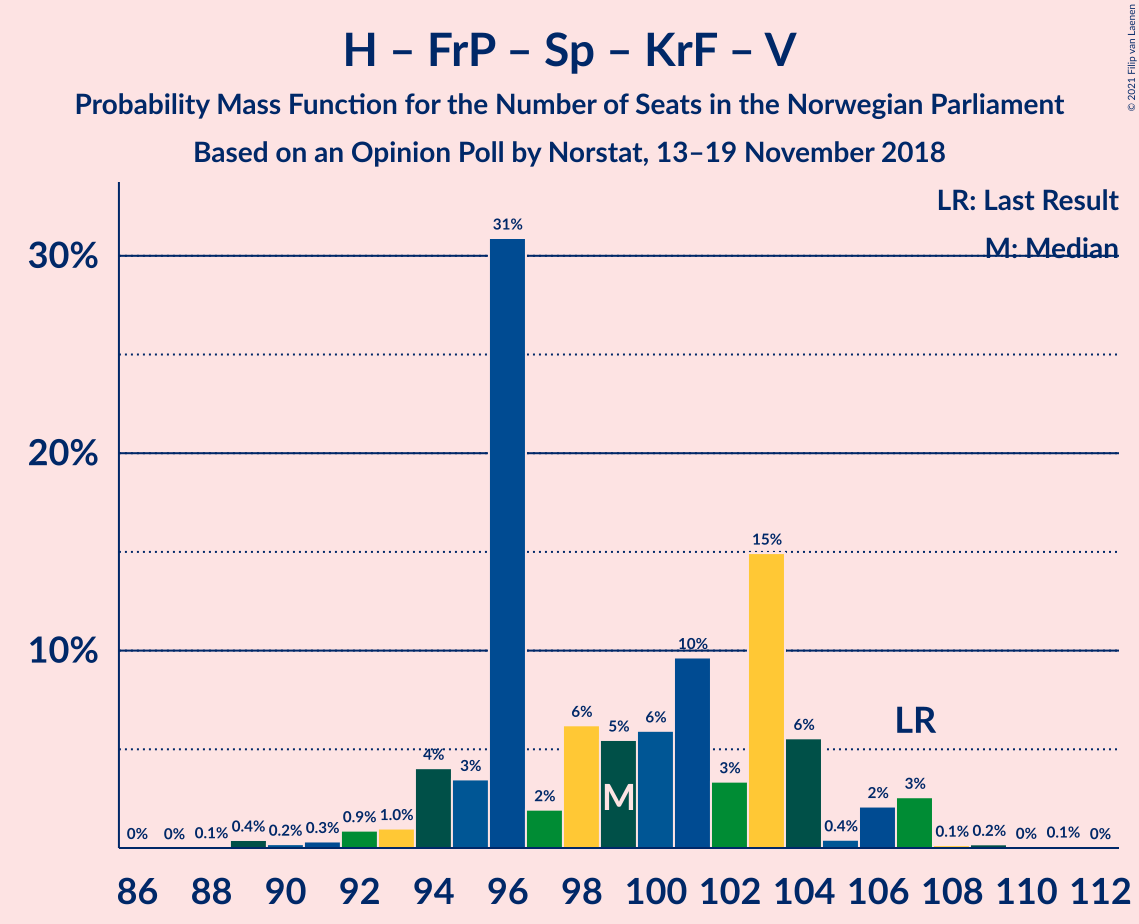 © 2021 Filip van Laenen
H – FrP – Sp – KrF – V
Probability Mass Function for the Number of Seats in the Norwegian Parliament
Based on an Opinion Poll by Norstat, 13–19 November 2018
LR: Last Result
M: Median
30%
20%
10%
0% 0% 0.1% 0.4% 0.2% 0.3% 0.9% 1.0% 4% 3% 31% 2% 6% 5% 6% 10% 3% 15% 6% 0.4% 2% 3% 0.1% 0.2% 0% 0.1% 0%
LR
M
86 88 90 92 94 96 98 100 102 104 106 108 110 112